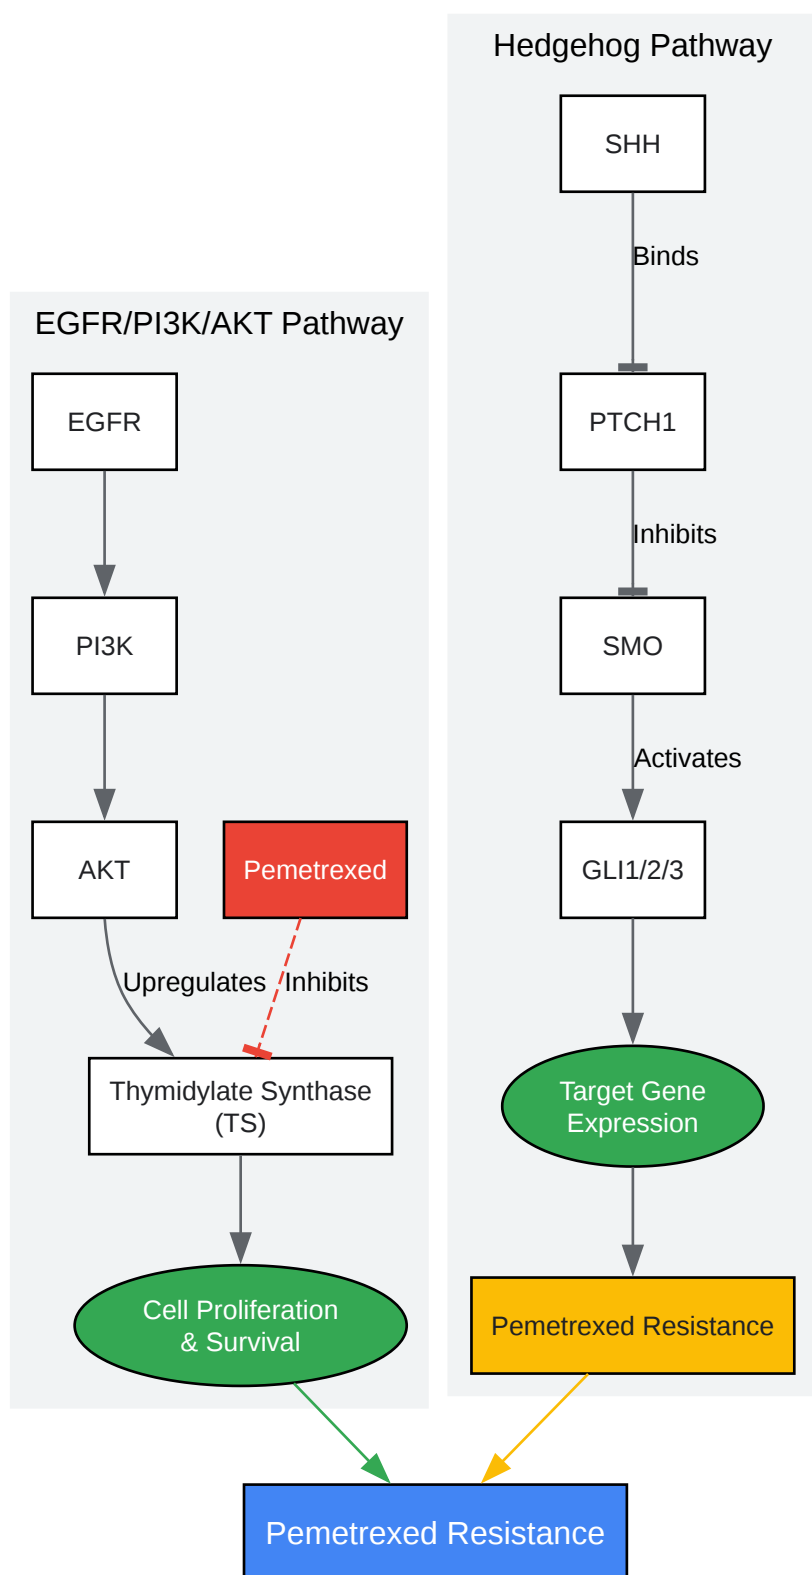 Hedgehog Pathway
SHH
Binds
PTCH1
Inhibits
SMO
Activates
GLI1/2/3
Target Gene
Expression
Pemetrexed Resistance
EGFR/PI3K/AKT Pathway
EGFR
PI3K
AKT
Pemetrexed
Upregulates
Inhibits
Thymidylate Synthase
(TS)
Cell Proliferation
& Survival
Pemetrexed Resistance